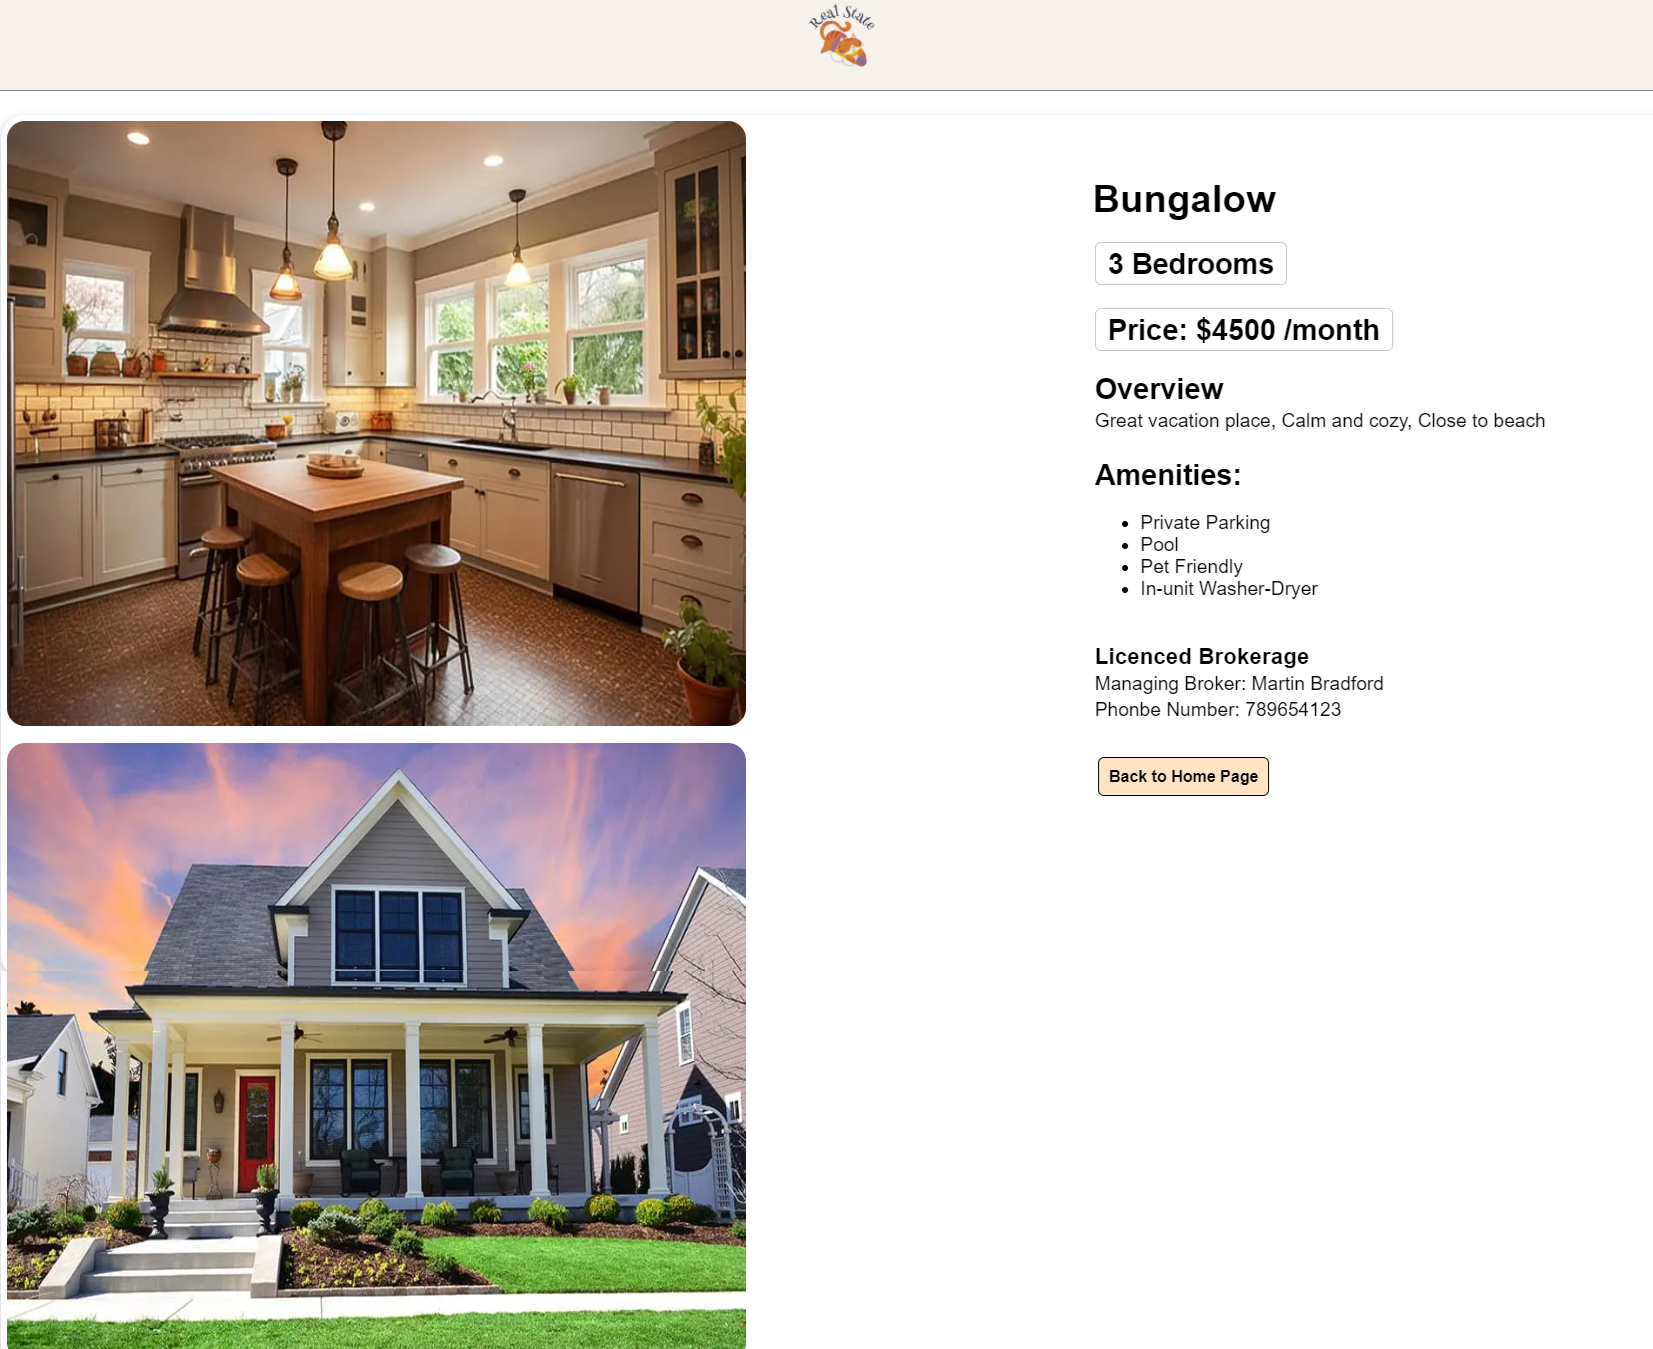 Real State
Bungalow
3 Bedrooms
Price: $4500 /month
Overview
Great vacation place, Calm and cozy, Close to beach
Amenities:
Private Parking
Pool
Pet Friendly
In-unit Washer-Dryer
Licenced Brokerage
Managing Broker: Martin Bradford
Phonbe Number: 789654123
Back to Home Page